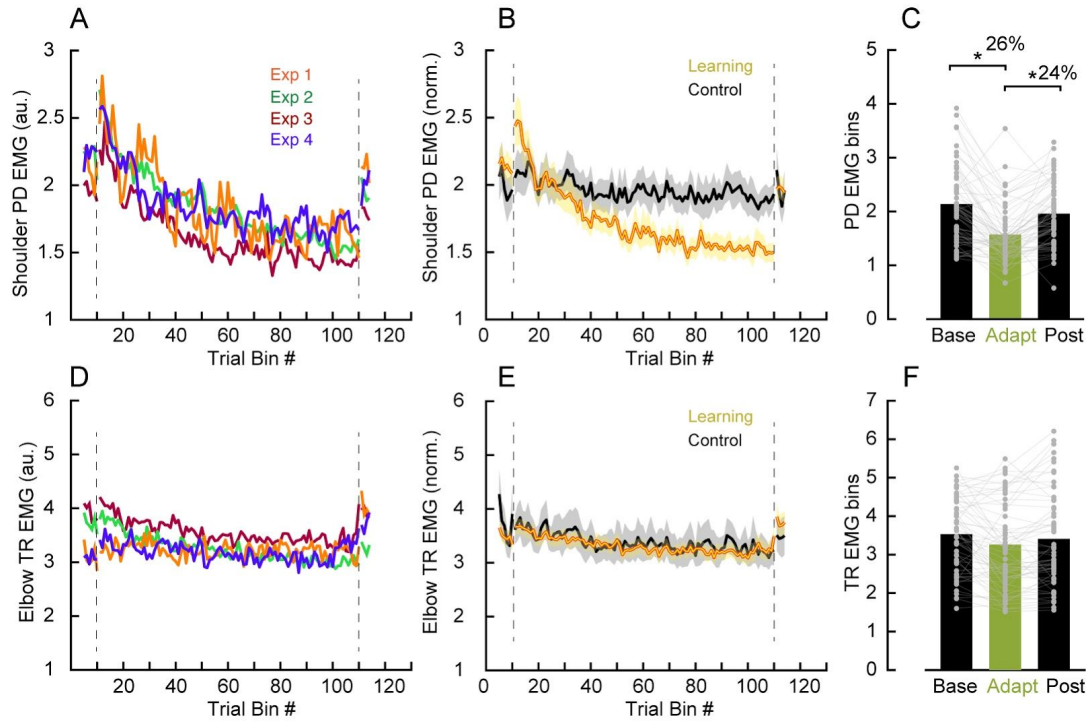 A
Shoulder PD EMG (au.)
3
2.5
2
1.5
1
Exp 1
Exp 2
Exp 3
Exp 4
20 40 60 80 100 120
Trial Bin #
B
Shoulder PD EMG (norm.)
3
2.5
2
1.5
1
Learning
Control
0 20 40 60 80 100 120
Trial Bin #
C
PD EMG bins
5
4
3
2
1
0
*26%
*24%
Base Adapt Post
D
Elbow TR EMG (au.)
6
5
4
3
2
1
20 40 60 80 100 120
Trial Bin #
E
Elbow TR EMG (norm.)
6
5
4
3
2
1
Learning
Control
0 20 40 60 80 100 120
Trial Bin #
F
TR EMG bins
7
6
5
4
3
2
1
0
Base Adapt Post